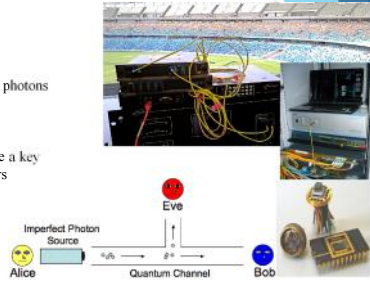 photons
e a key
rs
Eve
Imperfect Photon
Source
Alice
Quantum Channel
Bob